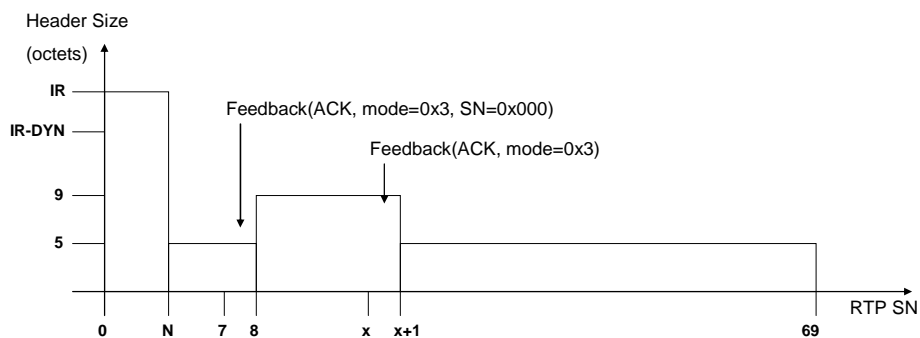 Header Size
(octets)
IR
Feedback(ACK, mode=0x3, SN=0x000)
IR-DYN
Feedback(ACK, mode=0x3)
9
5
RTP SN
0 N 7 8 x x+1 69